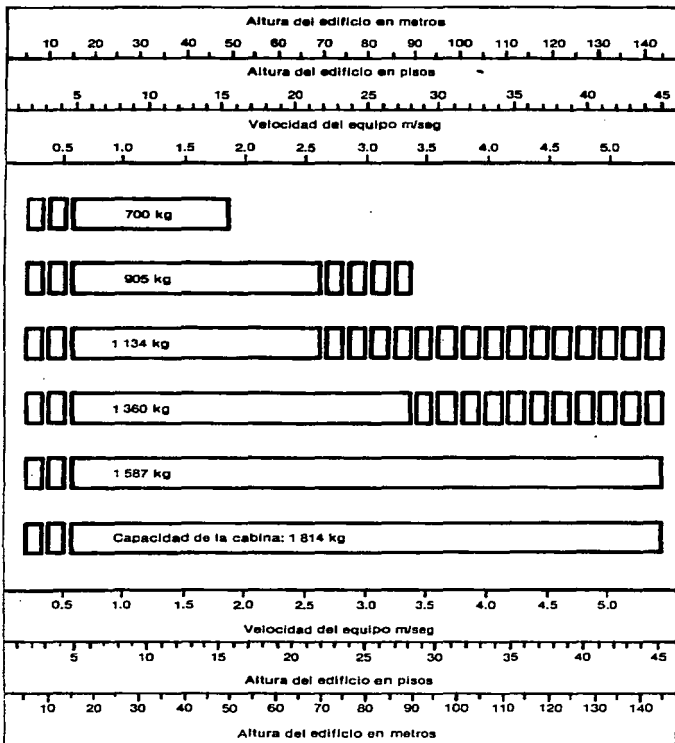 Altura del edificio en metros
10 20 30 40 50 60 70 80 90 100 110 120 130 140
Altura del edificio en pisos
5 10 15 20 25 30 35 40 45
Velocidad del equipo m/seg
0.5 1.0 1.5 2.0 2.5 3.0 3.5 4.0 4.5 5.0
700 kg
905 kg
1 134 kg
1 360 kg
1 587 kg
Capacidad de la cabina: 1 814 kg
0.5 1.0 1.5 2.0 2.5 3.0 3.5 4.0 4.5 5.0
Velocidad del equipo m/seg
5 10 15 20 25 30 35 40 45
Altura del edificio en pisos
10 20 30 40 50 60 70 80 90 100 110 120 130 140
Altura del edificio en metros